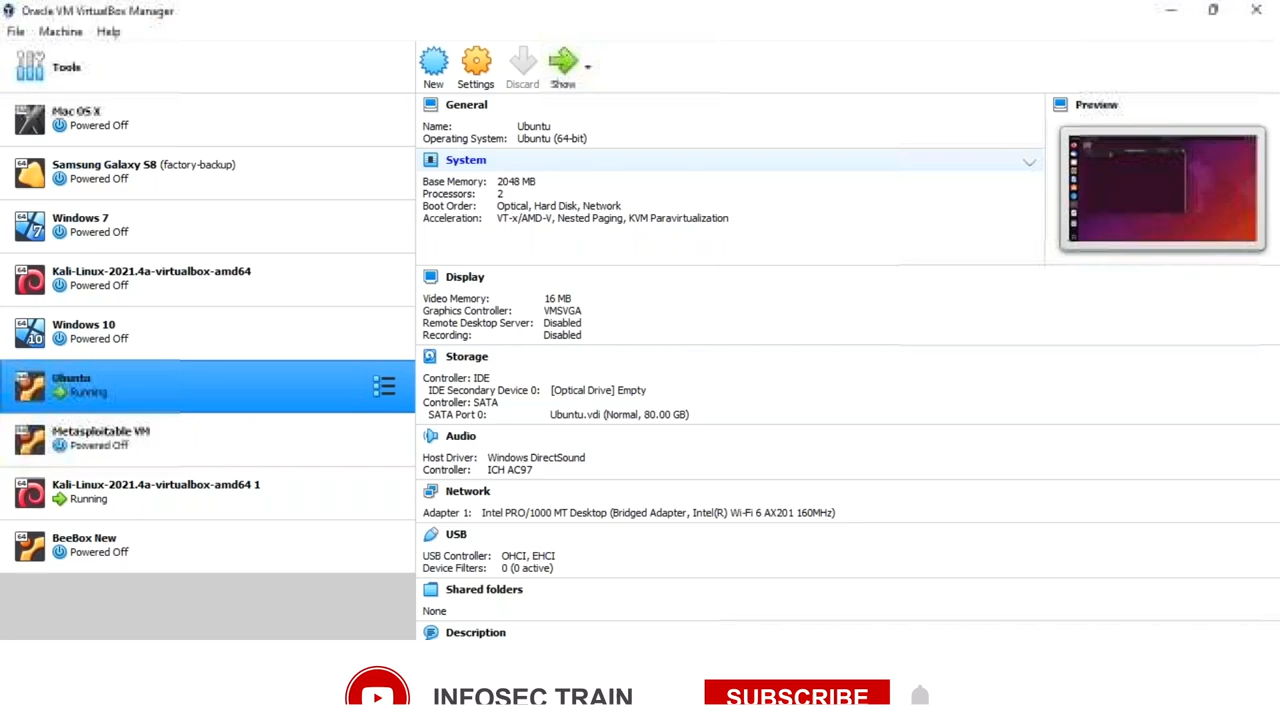 Oracle VM VirtualBox Manager
File Machine Help
Tools
New Settings Discard Show
Mac OS X
Powered Off
64
Samsung Galaxy S8 (factory-backup)
Powered Off
64
Windows 7
Powered Off
64
Kali-Linux-2021.4a-virtualbox-amd64
Powered Off
64
10
Windows 10
Powered Off
Ubuntu
Running
Metasploitable VM
Powered Off
64
Kali-Linux-2021.4a-virtualbox-amd64 1
Running
64
BeeBox New
Powered Off
General
Name: Ubuntu
Operating System: Ubuntu (64-bit)
System
Base Memory: 2048 MB
Processors: 2
Boot Order: Optical, Hard Disk, Network
Acceleration: VT-x/AMD-V, Nested Paging, KVM Paravirtualization
Preview
Display
Video Memory: 16 MB
Graphics Controller: VMSVGA
Remote Desktop Server: Disabled
Recording: Disabled
Storage
Controller: IDE
IDE Secondary Device 0: [Optical Drive] Empty
Controller: SATA
SATA Port 0: Ubuntu.vdi (Normal, 80.00 GB)
Audio
Host Driver: Windows DirectSound
Controller: ICH AC97
Network
Adapter 1: Intel PRO/1000 MT Desktop (Bridged Adapter, Intel(R) Wi-Fi 6 AX201 160MHz)
USB
USB Controller: OHCI, EHCI
Device Filters: 0 (0 active)
Shared folders
None
Description
INFOSEC TRAIN
SUBSCRIBE